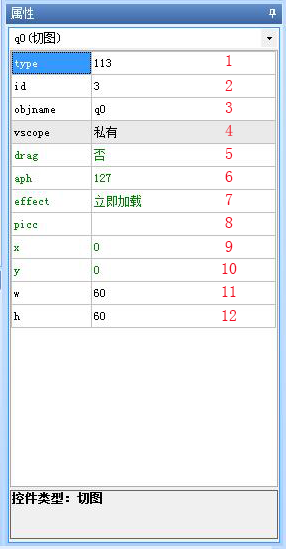 属性
q0(切图)
type 113 1
id 3 2
objname q0 3
vscope 私有 4
drag 否 5
aph 127 6
effect 立即加载 7
picc 8
x 0 9
y 0 10
w 60 11
h 60 12
控件类型: 切图